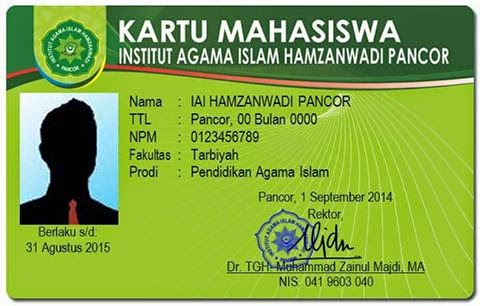 KARTU MAHASISWA
INSTITUT AGAMA ISLAM HAMZANWADI PANCOR
INSTITUT AGAMA ISLAM HAMZANWADI
PANCOR
Nama : IAI HAMZANWADI PANCOR
TTL : Pancor, 00 Bulan 0000
NPM : 0123456789
Fakultas : Tarbiyah
Prodi : Pendidikan Agama Islam
Berlaku s/d:
31 Agustus 2015
Pancor, 1 September 2014
Rektor,
Dr. TGH. Muhammad Zainul Majdi, MA
NIS. 041 9603 040